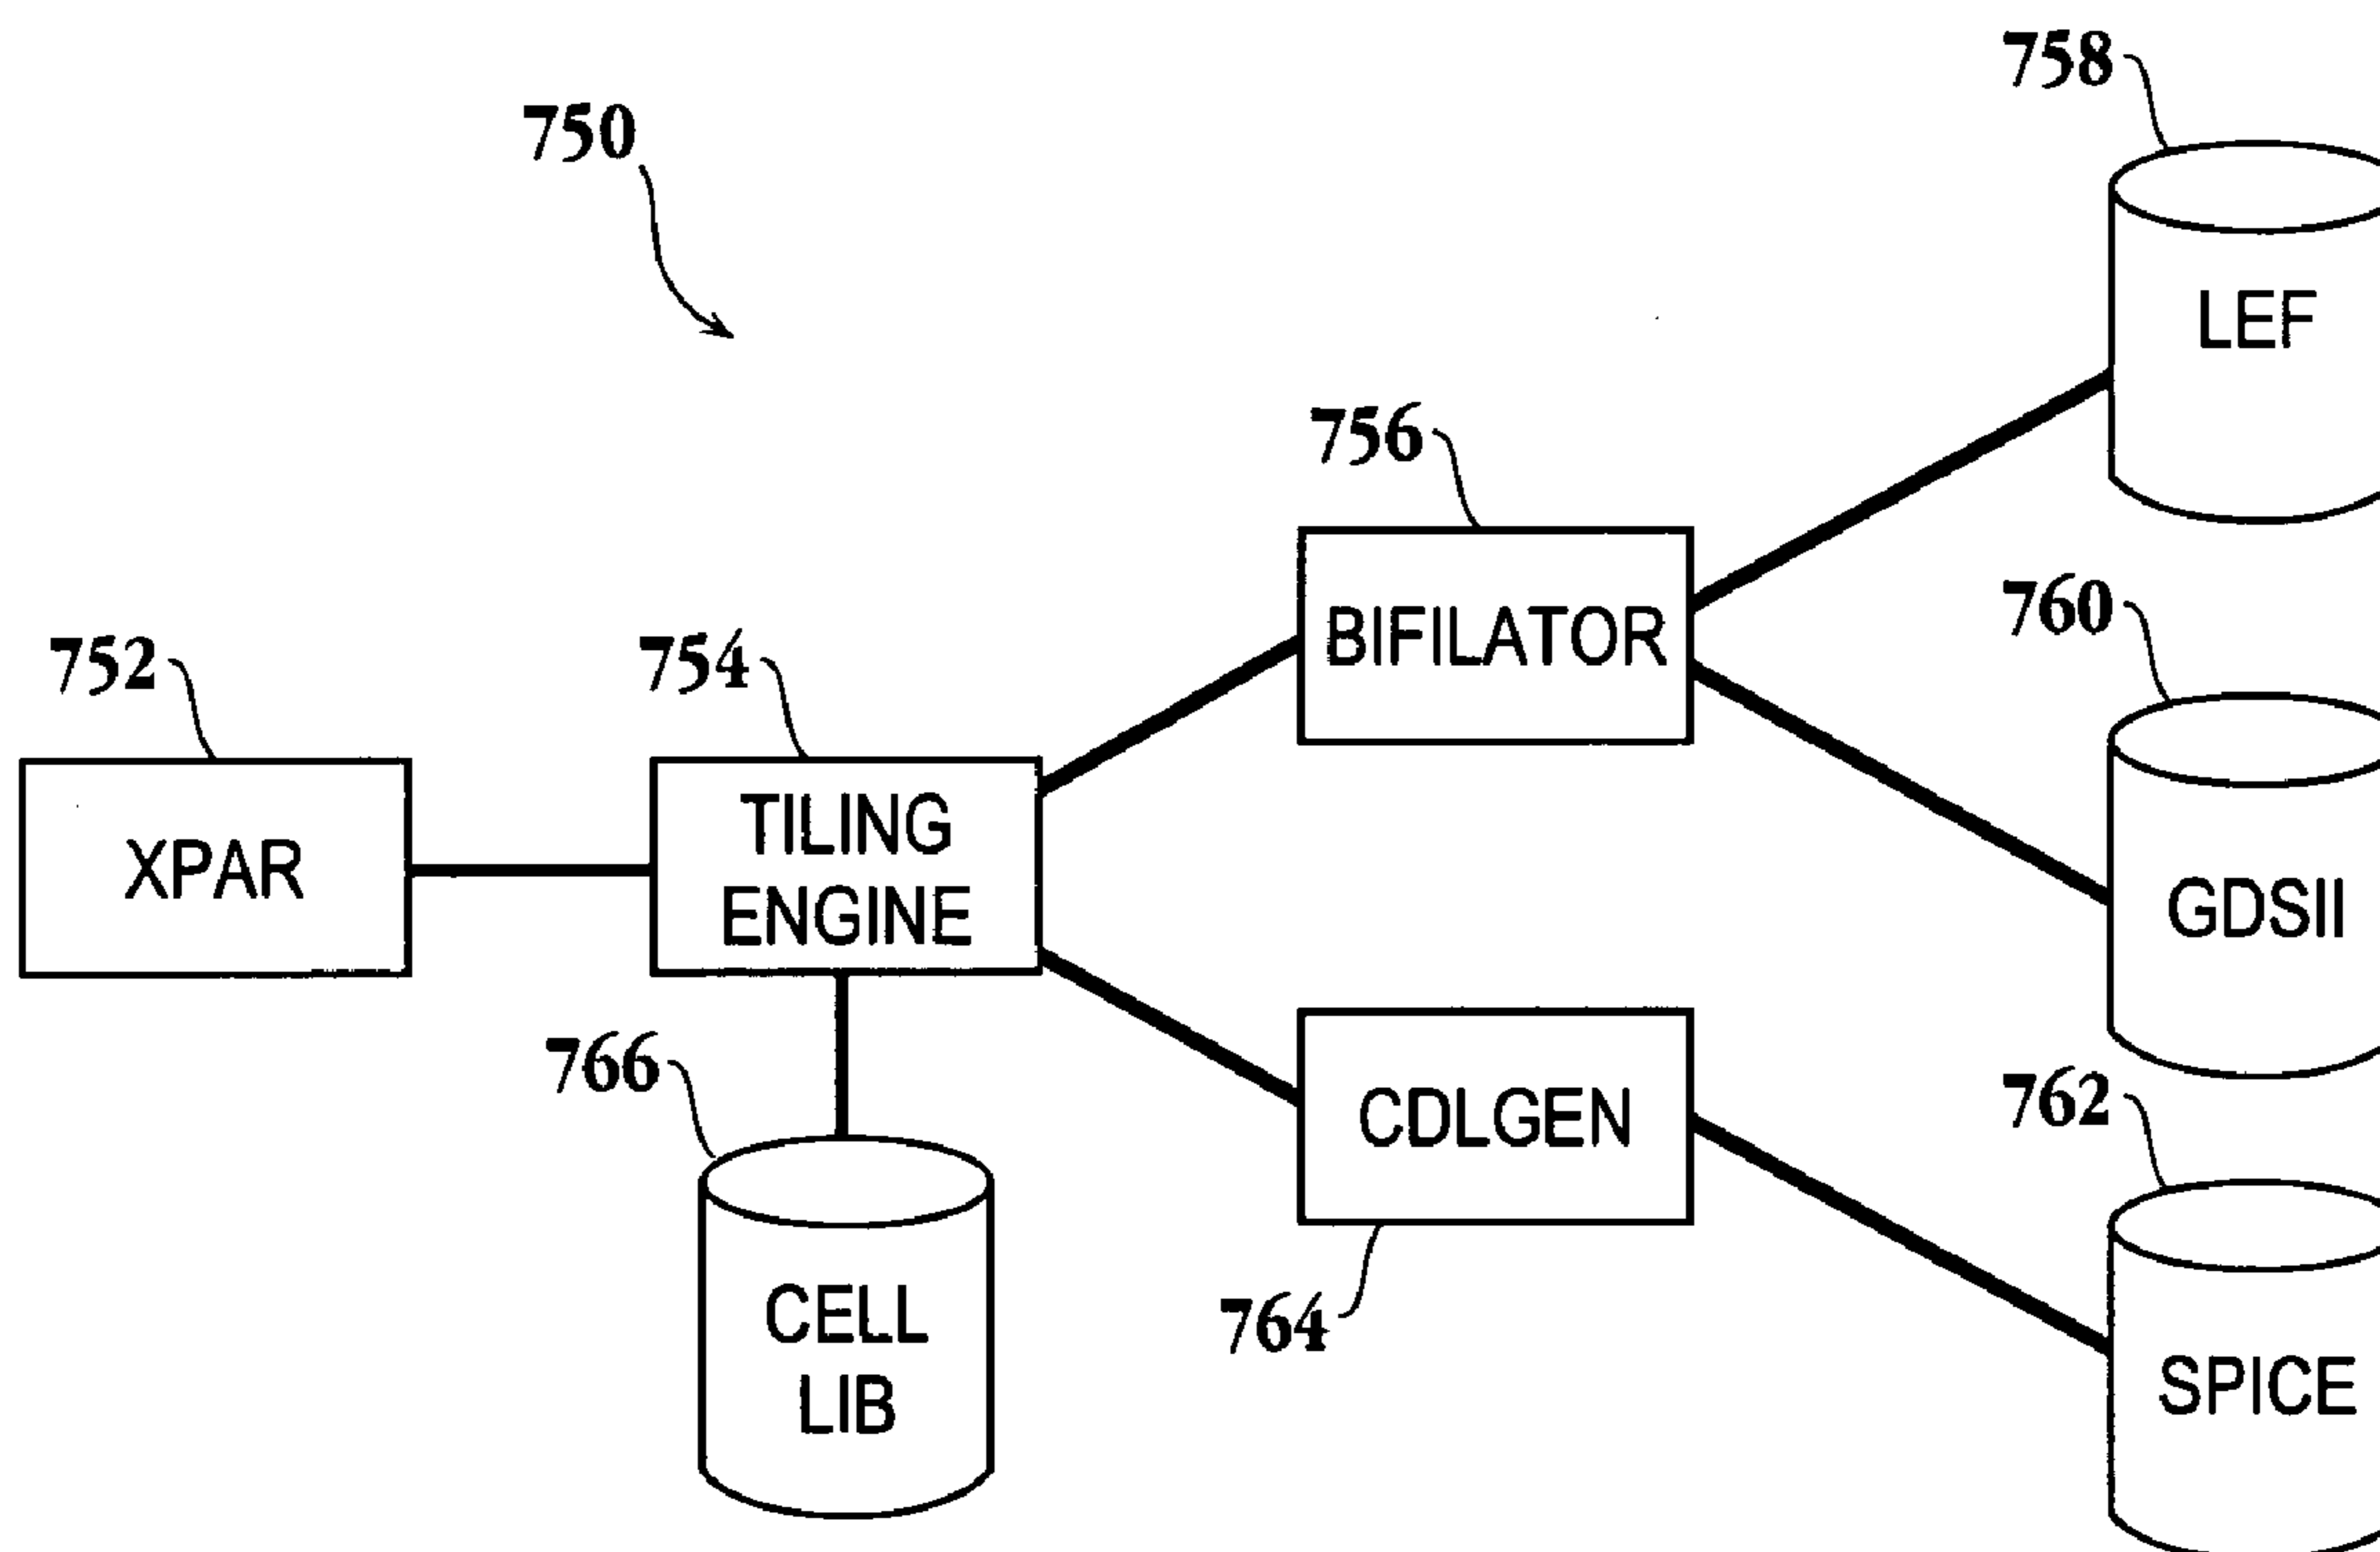 750
758
LEF
756
BIFILATOR
760
GDSII
752
XPAR
754
TILING
ENGINE
766
CELL
LIB
CDLGEN
764
762
SPICE